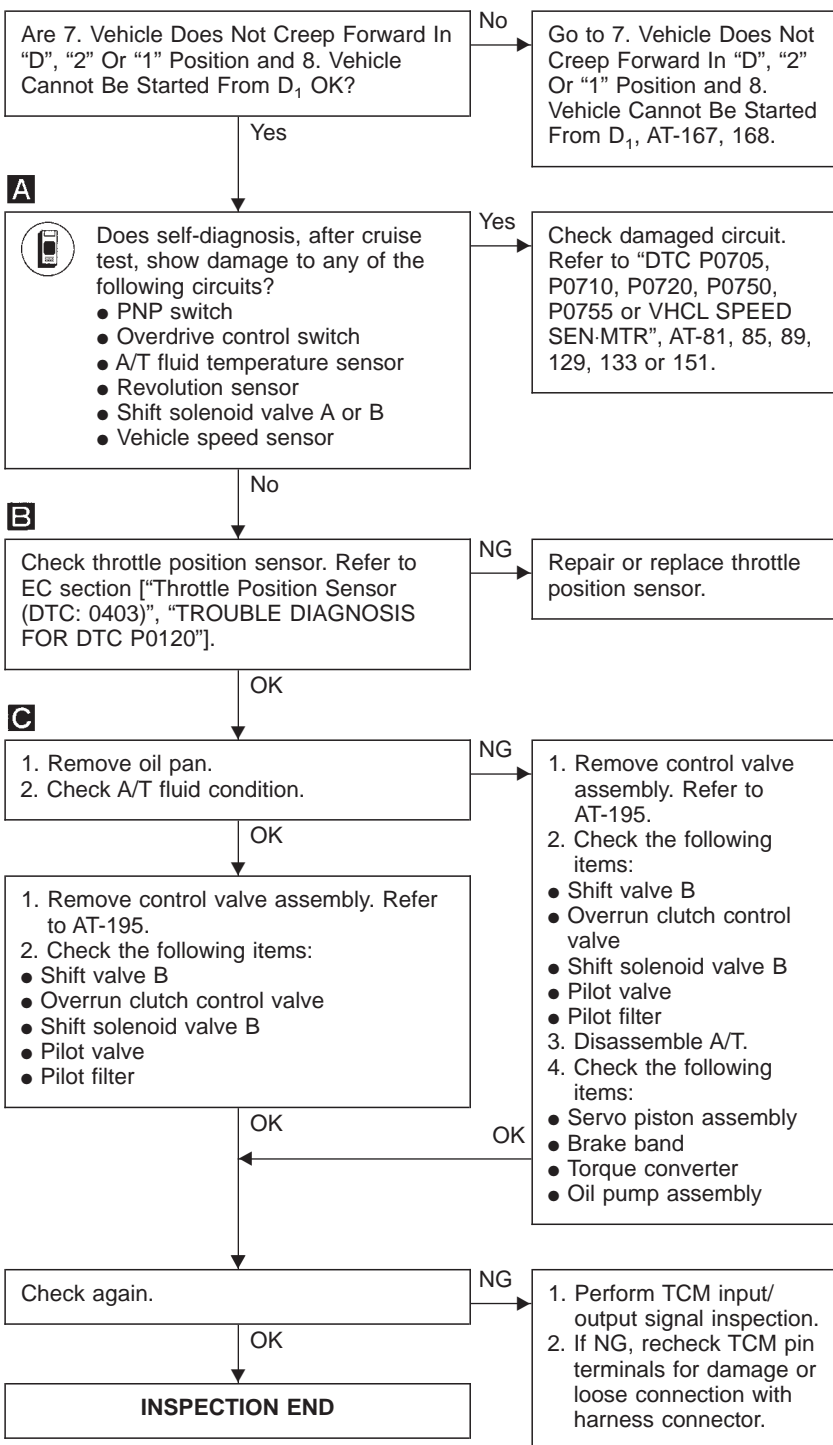 Are 7. Vehicle Does Not Creep Forward In
“D”, “2” Or “1” Position and 8. Vehicle
Cannot Be Started From D₁ OK?
No
Go to 7. Vehicle Does Not
Creep Forward In “D”, “2”
Or “1” Position and 8.
Vehicle Cannot Be Started
From D₁, AT-167, 168.
Yes
A
Does self-diagnosis, after cruise
test, show damage to any of the
following circuits?
● PNP switch
● Overdrive control switch
● A/T fluid temperature sensor
● Revolution sensor
● Shift solenoid valve A or B
● Vehicle speed sensor
Yes
Check damaged circuit.
Refer to “DTC P0705,
P0710, P0720, P0750,
P0755 or VHCL SPEED
SEN·MTR”, AT-81, 85, 89,
129, 133 or 151.
No
B
Check throttle position sensor. Refer to
EC section [“Throttle Position Sensor
(DTC: 0403)”, “TROUBLE DIAGNOSIS
FOR DTC P0120”].
NG
Repair or replace throttle
position sensor.
OK
C
1. Remove oil pan.
2. Check A/T fluid condition.
NG
1. Remove control valve
assembly. Refer to
AT-195.
2. Check the following
items:
● Shift valve B
● Overrun clutch control
valve
● Shift solenoid valve B
● Pilot valve
● Pilot filter
3. Disassemble A/T.
4. Check the following
items:
● Servo piston assembly
● Brake band
● Torque converter
● Oil pump assembly
OK
1. Remove control valve assembly. Refer
to AT-195.
2. Check the following items:
● Shift valve B
● Overrun clutch control valve
● Shift solenoid valve B
● Pilot valve
● Pilot filter
OK
OK
Check again.
NG
1. Perform TCM input/
output signal inspection.
2. If NG, recheck TCM pin
terminals for damage or
loose connection with
harness connector.
OK
INSPECTION END